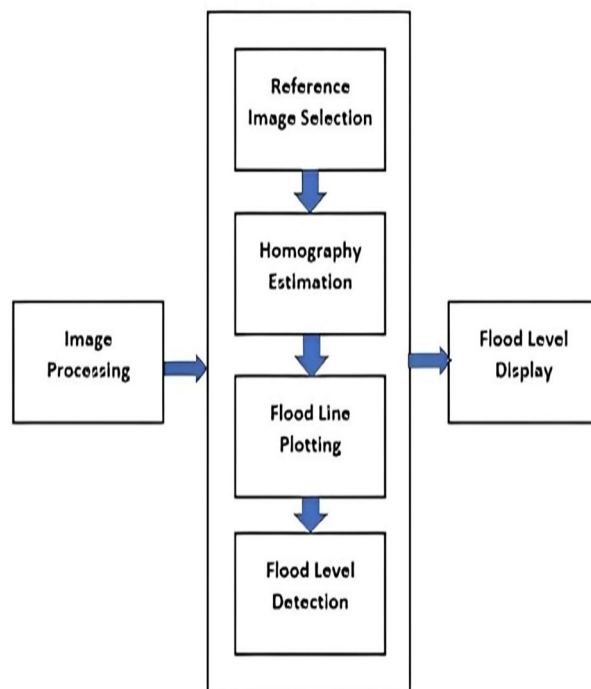 Image
Processing
Reference
Image Selection
Homography
Estimation
Flood Line
Plotting
Flood Level
Detection
Flood Level
Display